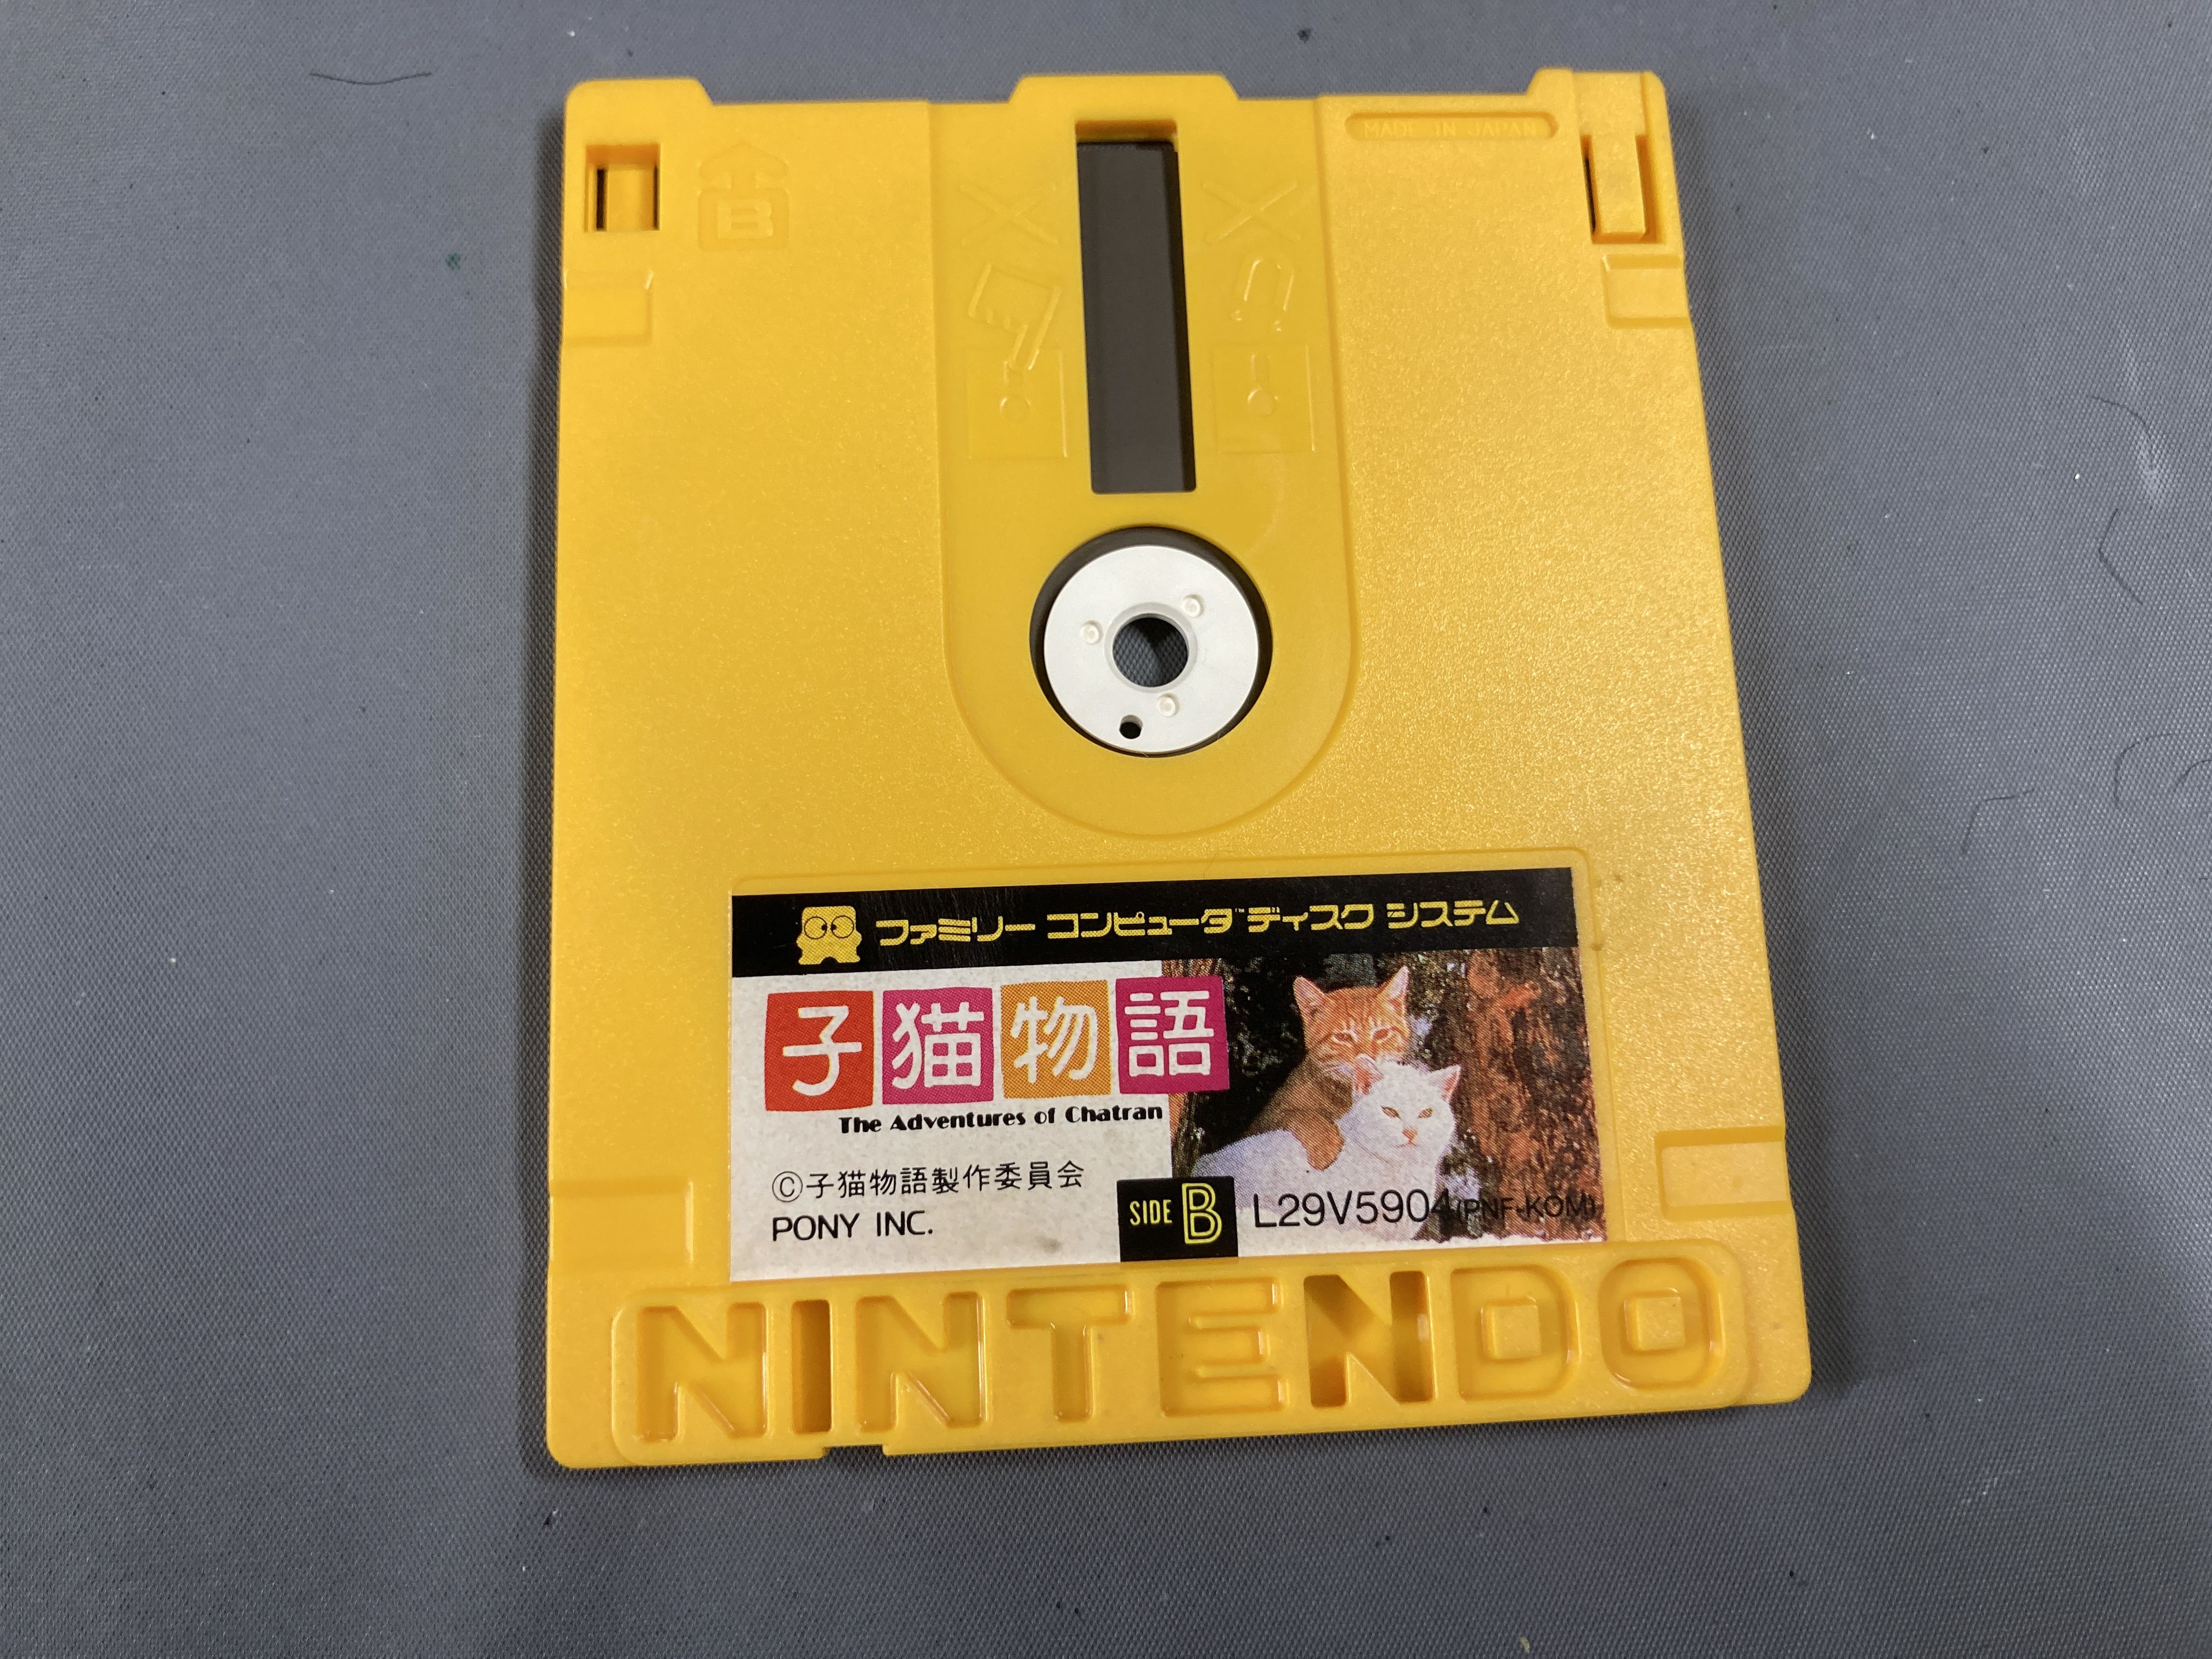 MADE IN JAPAN
B
ファミリー コンピュータ™ ディスク システム
子猫物語
The Adventures of Chatran
©子猫物語製作委員会
PONY INC.
SIDE B
L29V5904(PNF-KOM)
NINTENDO